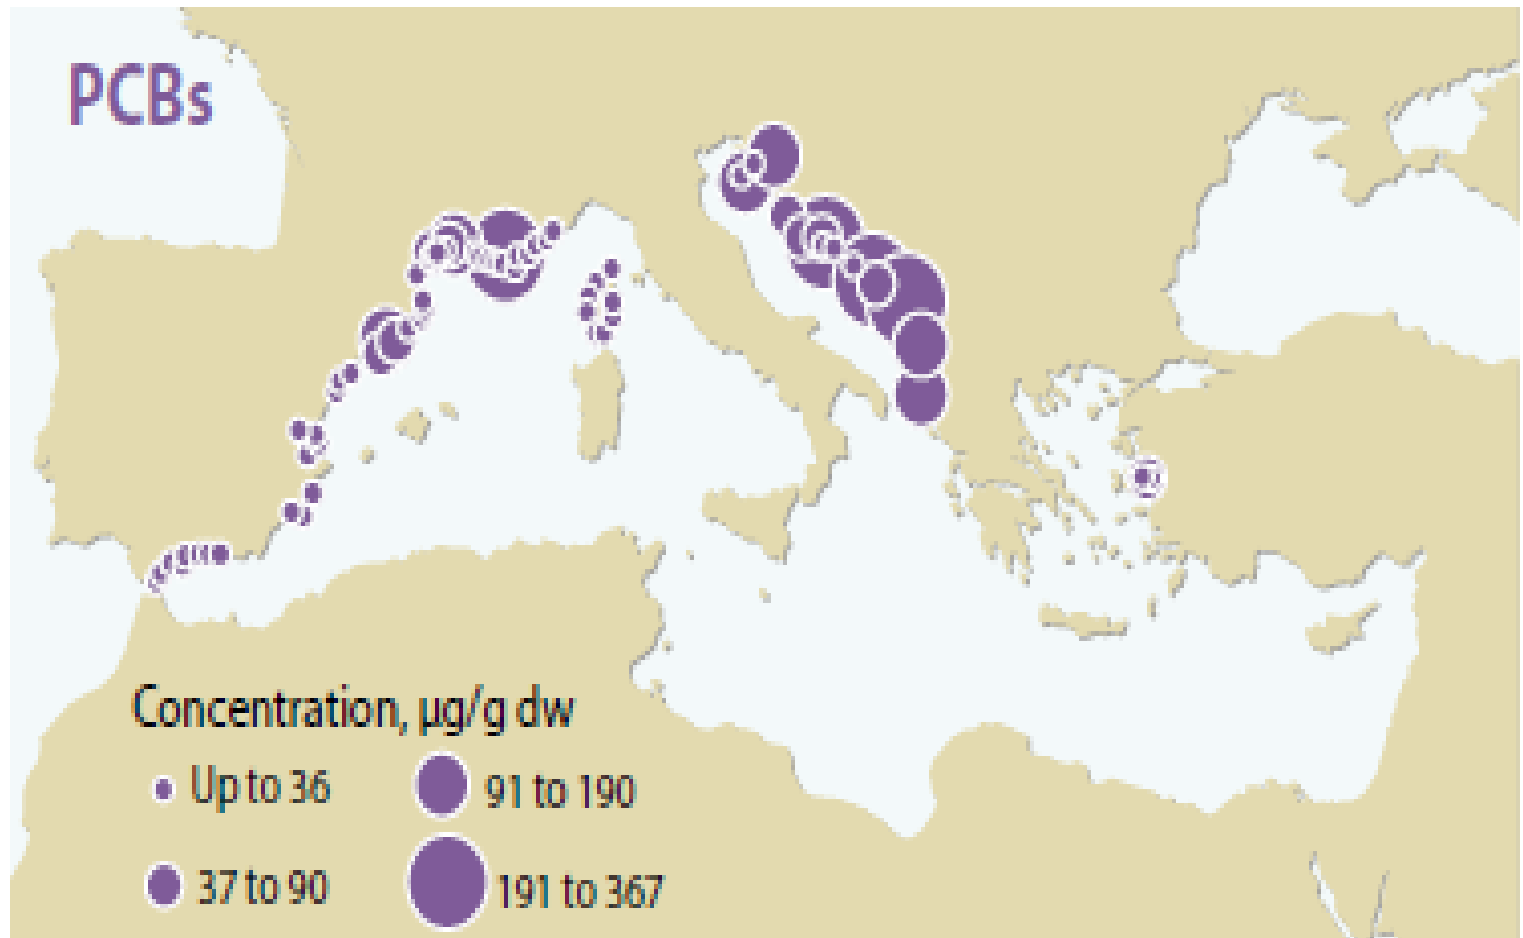 PCBs
Concentration, µg/g dw
Up to 36
91 to 190
37 to 90
191 to 367